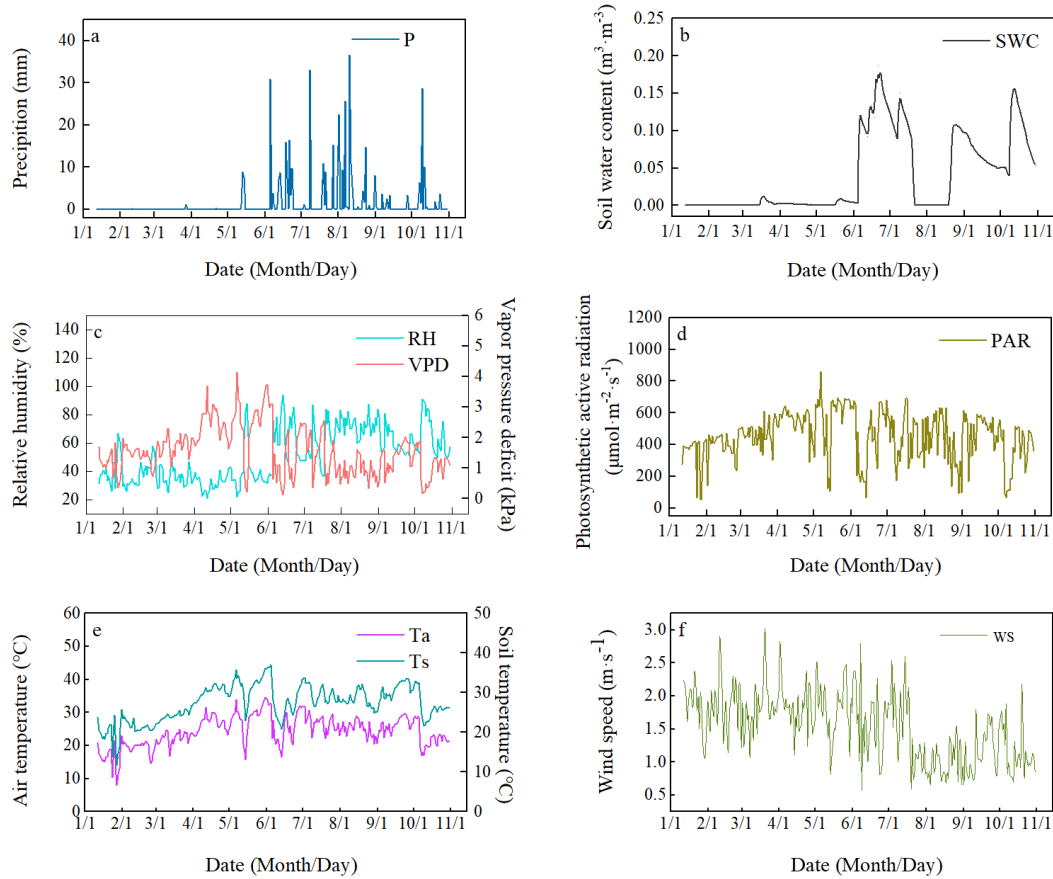 a
P
Precipition (mm)
40
30
20
10
0
1/1 2/1 3/1 4/1 5/1 6/1 7/1 8/1 9/1 10/1 11/1
Date (Month/Day)
b
SWC
Soil water content (m³·m⁻³)
0.25
0.20
0.15
0.10
0.05
0.00
1/1 2/1 3/1 4/1 5/1 6/1 7/1 8/1 9/1 10/1 11/1
Date (Month/Day)
c
RH
VPD
Relative humidity (%)
140
120
100
80
60
40
20
Vapor pressure deficit (kPa)
6
5
4
3
2
1
0
1/1 2/1 3/1 4/1 5/1 6/1 7/1 8/1 9/1 10/1 11/1
Date (Month/Day)
d
PAR
Photosynthetic active radiation
(μmol·m⁻²·s⁻¹)
1200
1000
800
600
400
200
0
1/1 2/1 3/1 4/1 5/1 6/1 7/1 8/1 9/1 10/1 11/1
Date (Month/Day)
e
Ta
Ts
Air temperature (°C)
60
50
40
30
20
10
0
Soil temperature (°C)
50
40
30
20
10
0
1/1 2/1 3/1 4/1 5/1 6/1 7/1 8/1 9/1 10/1 11/1
Date (Month/Day)
f
ws
Wind speed (m·s⁻¹)
3.0
2.5
2.0
1.5
1.0
0.5
1/1 2/1 3/1 4/1 5/1 6/1 7/1 8/1 9/1 10/1 11/1
Date (Month/Day)